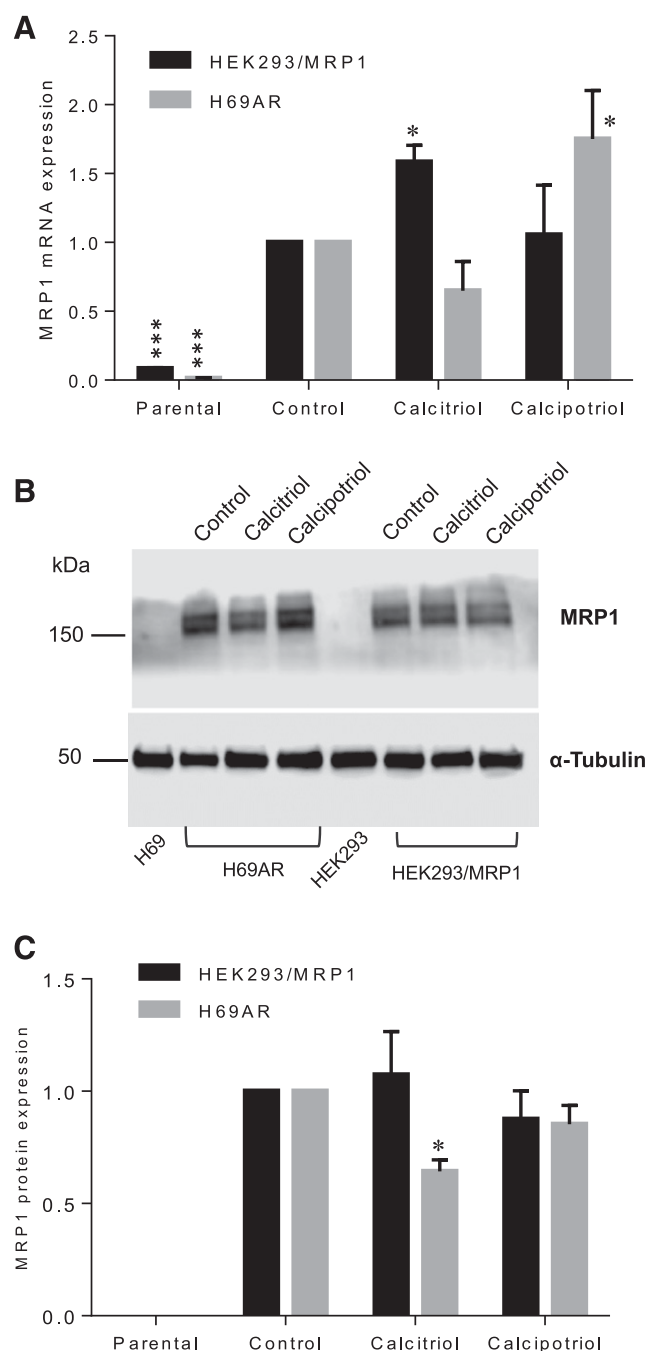 A
MRP1 mRNA expression
2.5
2.0
1.5
1.0
0.5
0.0
HEK293/MRP1
H69AR
***
***
*
*
Parental Control Calcitriol Calcipotriol
B
Control Calcitriol Calcipotriol Control Calcitriol Calcipotriol
kDa
150
MRP1
50
α-Tubulin
H69 H69AR HEK293 HEK293/MRP1
C
MRP1 protein expression
1.5
1.0
0.5
0.0
HEK293/MRP1
H69AR
*
Parental Control Calcitriol Calcipotriol